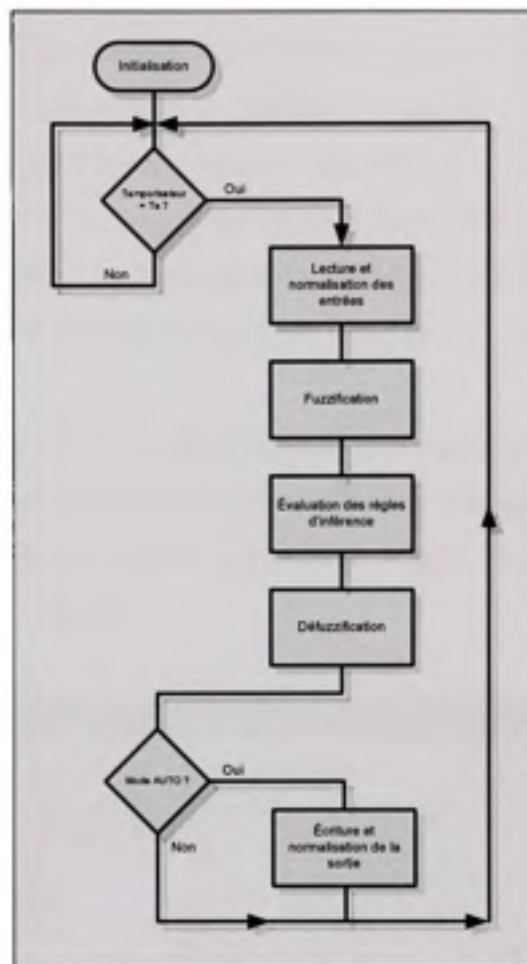 Initialisation
Temporisateur
= Te ?
Oui
Non
Lecture et
normalisation des
entrées
Fuzzification
Évaluation des règles
d'inférence
Défuzzification
Mode AUTO ?
Oui
Non
Écriture et
normalisation de la
sortie